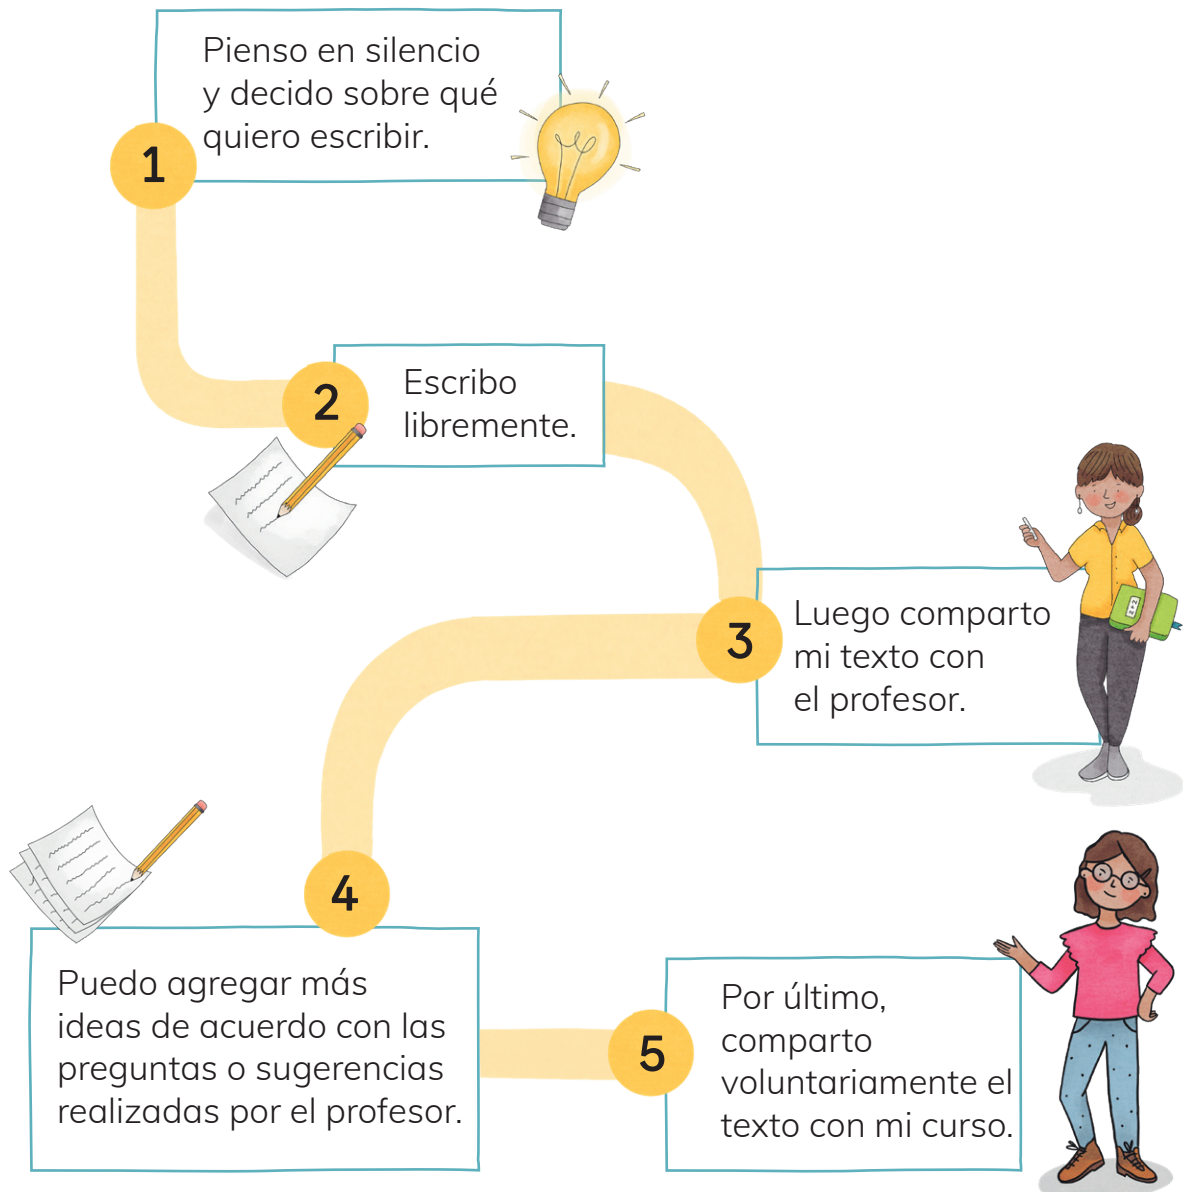 1
Pienso en silencio
y decido sobre qué
quiero escribir.
2
Escribo
libremente.
3
Luego comparto
mi texto con
el profesor.
2+2
4
Puedo agregar más
ideas de acuerdo con las
preguntas o sugerencias
realizadas por el profesor.
5
Por último,
comparto
voluntariamente el
texto con mi curso.